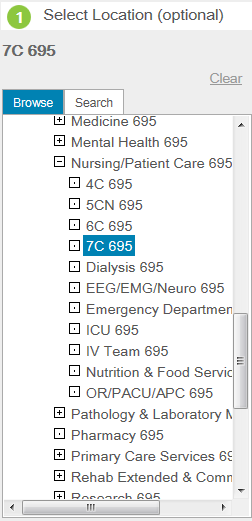 1 Select Location (optional)
7C 695
Clear
Browse Search
Medicine 695
Mental Health 695
Nursing/Patient Care 695
4C 695
5CN 695
6C 695
7C 695
Dialysis 695
EEG/EMG/Neuro 695
Emergency Departmen
ICU 695
IV Team 695
Nutrition & Food Servic
OR/PACU/APC 695
Pathology & Laboratory M
Pharmacy 695
Primary Care Services 69
Rehab Extended & Comm
Research 695